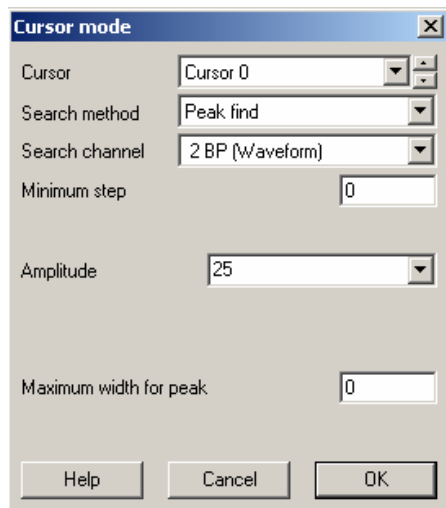 Cursor mode
Cursor Cursor 0
Search method Peak find
Search channel 2 BP (Waveform)
Minimum step 0
Amplitude 25
Maximum width for peak 0
Help Cancel OK